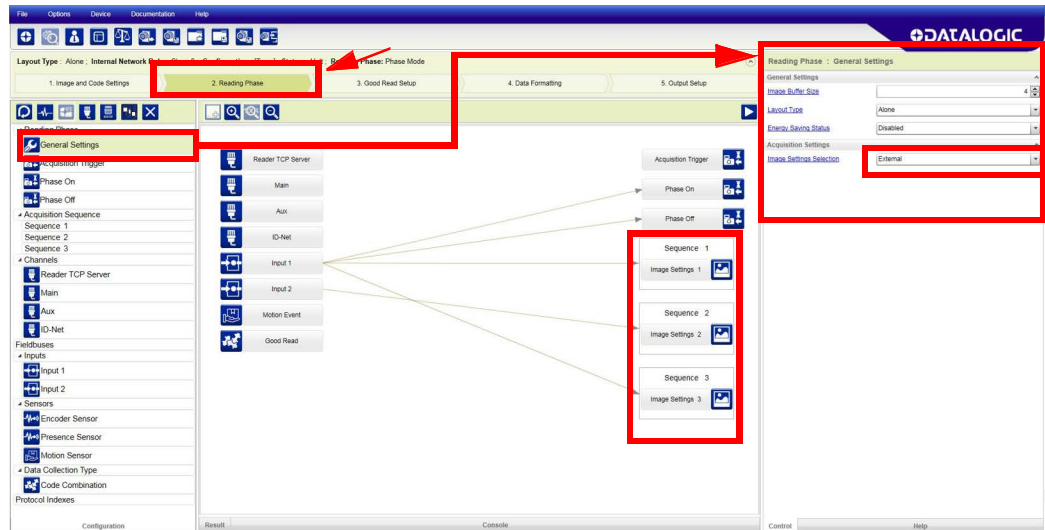 File Options Device Documentation Help
DATALOGIC
Layout Type : Alone ; Internal Network Phase: Phase Mode
1. Image and Code Settings
2. Reading Phase
3. Good Read Setup
4. Data Formatting
5. Output Setup
Reading Phase
General Settings
Acquisition Trigger
Phase On
Phase Off
Acquisition Sequence
Sequence 1
Sequence 2
Sequence 3
Channels
Reader TCP Server
Main
Aux
ID-Net
Fieldbuses
Inputs
Input 1
Input 2
Sensors
Encoder Sensor
Presence Sensor
Motion Sensor
Data Collection Type
Code Combination
Protocol Indexes
Configuration
Reader TCP Server
Main
Aux
ID-Net
Input 1
Input 2
Motion Event
Good Read
Acquisition Trigger
Phase On
Phase Off
Sequence 1
Image Settings 1
Sequence 2
Image Settings 2
Sequence 3
Image Settings 3
Result
Console
Reading Phase : General Settings
General Settings
Image Buffer Size 4
Layout Type Alone
Energy Saving Status Disabled
Acquisition Settings
Image Settings Selection External
Control
Help